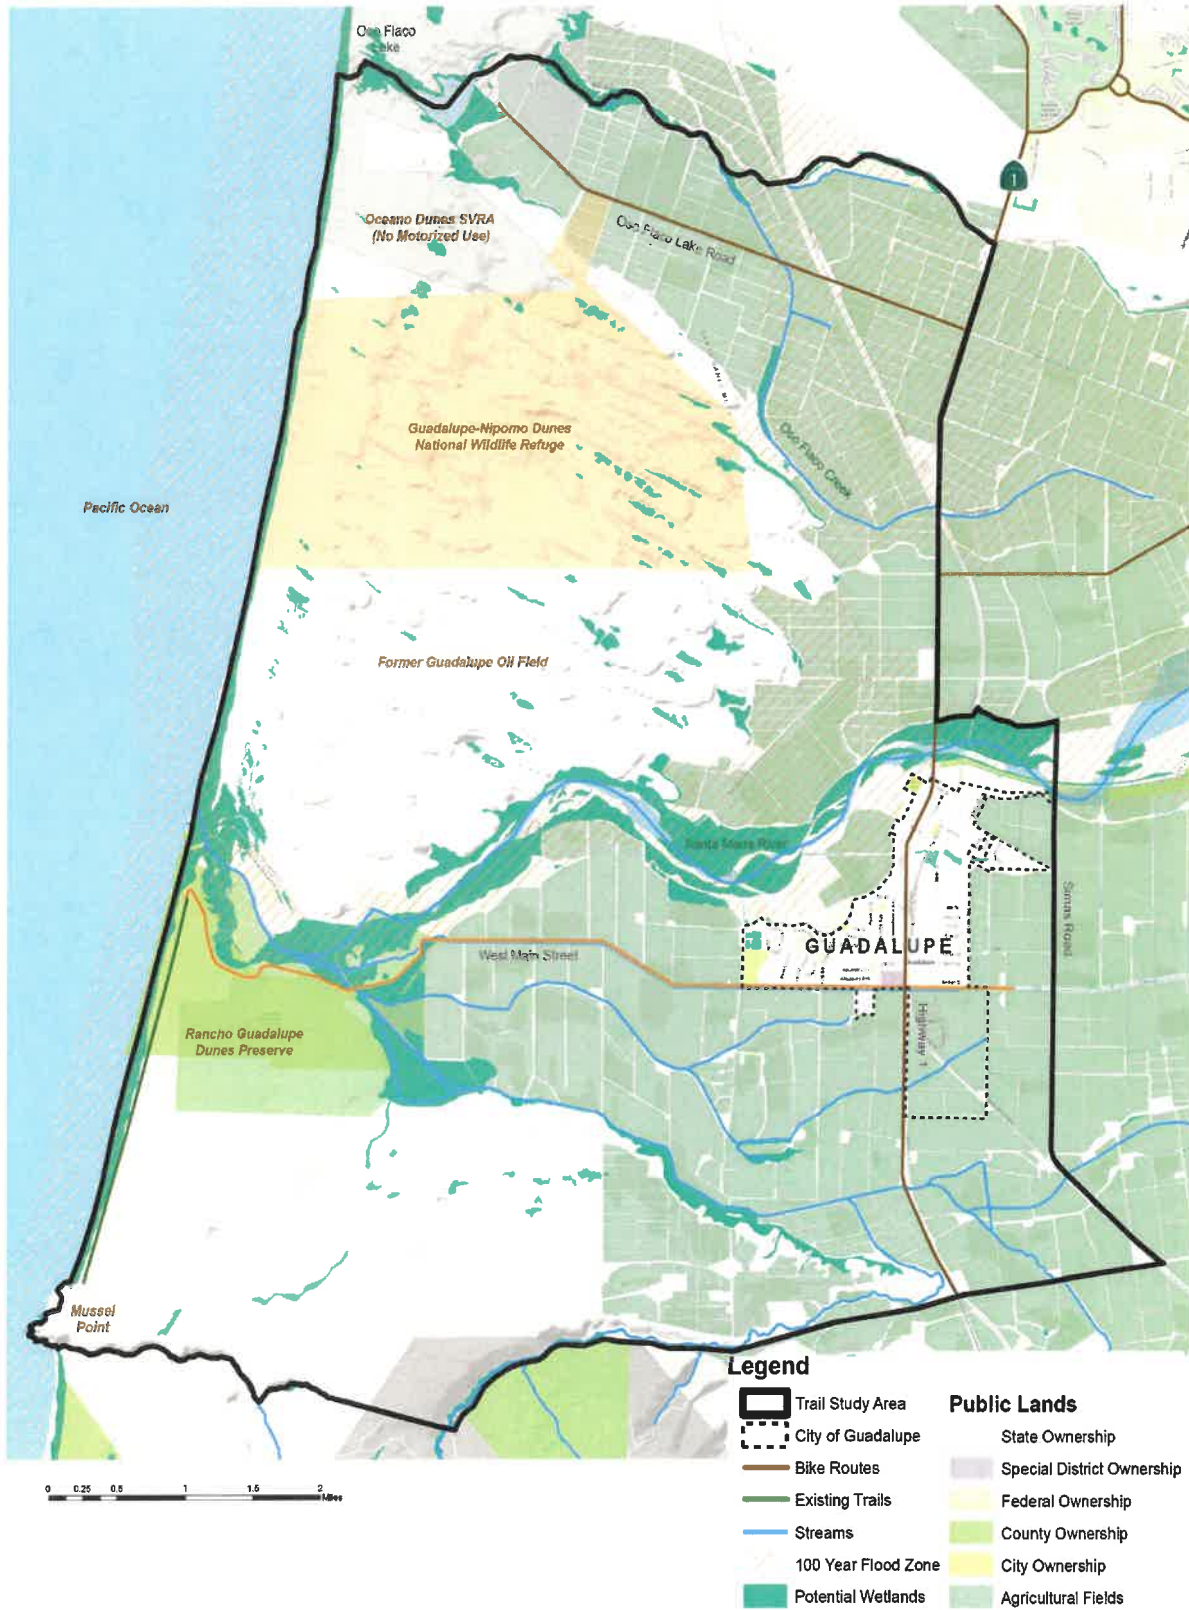 Oso Flaco
Lake
1
Oceano Dunes SVRA
(No Motorized Use)
Oso Flaco Lake Road
Guadalupe-Nipomo Dunes
National Wildlife Refuge
Oso Flaco Creek
Pacific Ocean
Former Guadalupe Oil Field
Santa Maria River
Simas Road
GUADALUPE
West Main Street
Highway 1
Rancho Guadalupe
Dunes Preserve
Mussel
Point
Legend
Trail Study Area
City of Guadalupe
Bike Routes
Existing Trails
Streams
100 Year Flood Zone
Potential Wetlands
Public Lands
State Ownership
Special District Ownership
Federal Ownership
County Ownership
City Ownership
Agricultural Fields
0 0.25 0.5 1 1.5 2
Miles